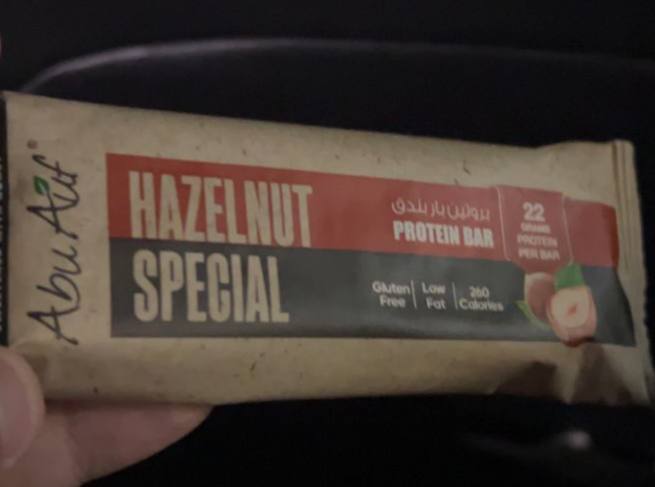 Abu Auf®
HAZELNUT
SPECIAL
بروتين بار بندق
PROTEIN BAR
22
GRAMS
PROTEIN
PER BAR
Gluten Free
Low Fat
260 Calories